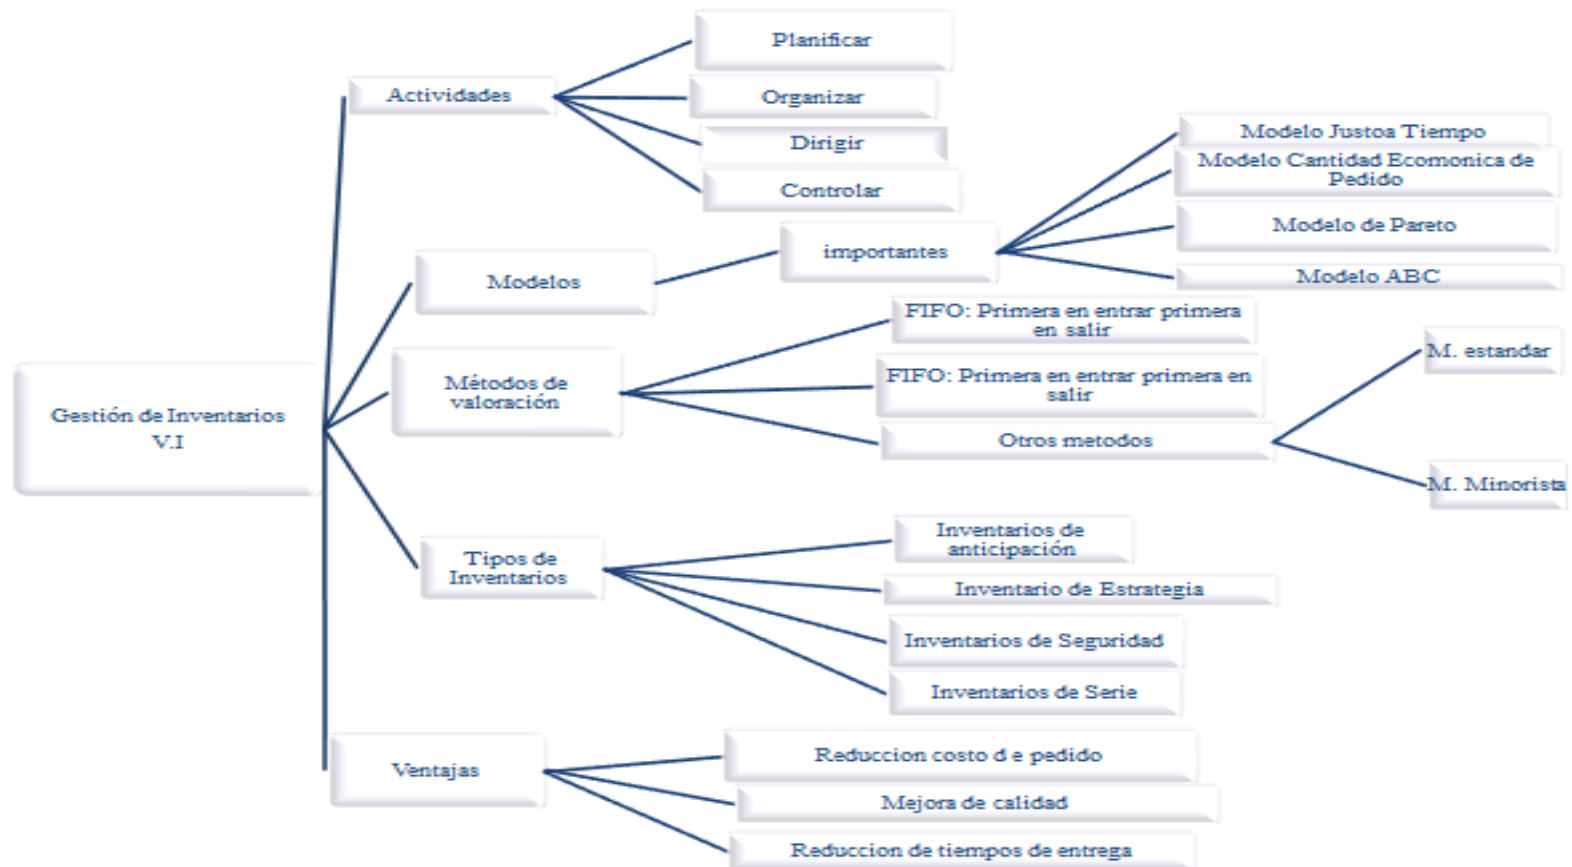 Gestión de Inventarios
V.I
Actividades
Planificar
Organizar
Dirigir
Controlar
Modelos
importantes
Modelo Justoa Tiempo
Modelo Cantidad Ecomonica de
Pedido
Modelo de Pareto
Modelo ABC
Métodos de
valoración
FIFO: Primera en entrar primera
en salir
FIFO: Primera en entrar primera en
salir
Otros metodos
M. estandar
M. Minorista
Tipos de
Inventarios
Inventarios de
anticipación
Inventario de Estrategia
Inventarios de Seguridad
Inventarios de Serie
Ventajas
Reduccion costo d e pedido
Mejora de calidad
Reduccion de tiempos de entrega